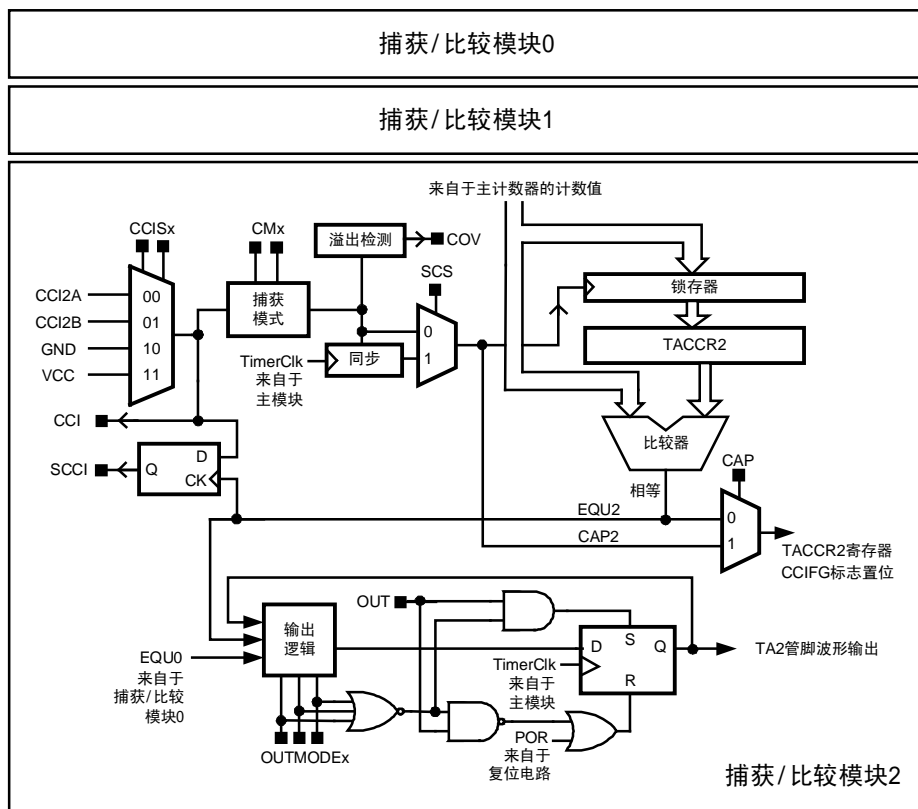 捕获/比较模块0
捕获/比较模块1
来自于主计数器的计数值
CCISx
CMx
溢出检测
COV
SCS
CCI2A
CCI2B
GND
VCC
00
01
10
11
捕获
模式
0
1
锁存器
TACCR2
TimerClk
来自于
主模块
同步
CCI
SCCI
Q
D
CK
比较器
相等
CAP
EQU2
CAP2
0
1
TACCR2寄存器
CCIFG标志置位
OUT
输出
逻辑
EQU0
来自于
捕获/比较
模块0
D
S
Q
R
TimerClk
来自于
主模块
TA2管脚波形输出
OUTMODEx
POR
来自于
复位电路
捕获/比较模块2